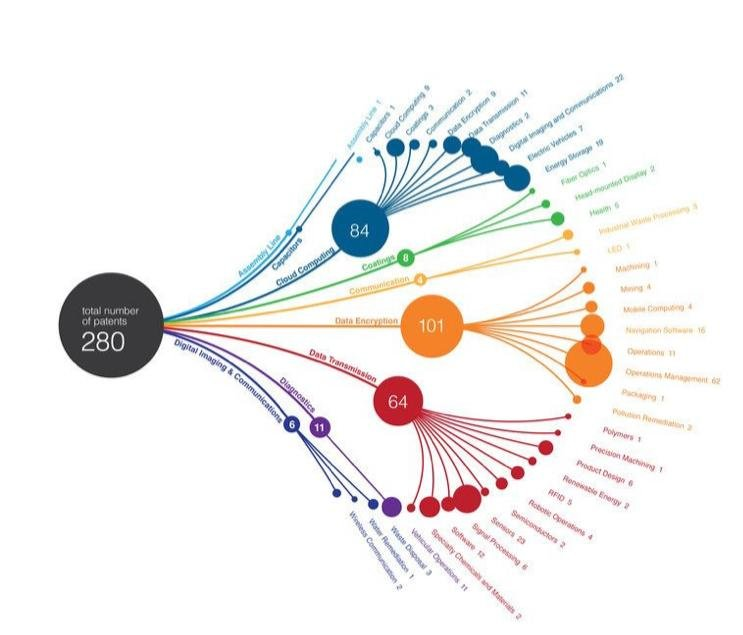 Assembly Line 1
Capacitors 1
Cloud Computing 9
Coatings 3
Communication 2
Data Encryption 9
Data Transmission 11
Diagnostics 2
Digital Imaging and Communications 22
Electric Vehicles 7
Energy Storage 19
Fiber Optics 1
Head-mounted Display 2
Health 5
Industrial Waste Processing 3
LED 1
Machining 1
Mining 4
Mobile Computing 4
Navigation Software 16
Operations 11
Operations Management 62
Packaging 1
Pollution Remediation 2
Polymers 1
Precision Machining 1
Product Design 6
Renewable Energy 2
RFID 5
Robotic Operations 4
Semiconductors 2
Sensors 23
Signal Processing 6
Software 12
Specialty Chemicals and Materials 2
Vehicular Operations 11
Waste Disposal 3
Water Remediation 1
Wireless Communication 2
total number
of patents
280
Assembly Line
Capacitors
Cloud Computing
84
Coatings
8
Communication
4
Data Encryption
101
Data Transmission
64
Diagnostics
11
Digital Imaging & Communications
6